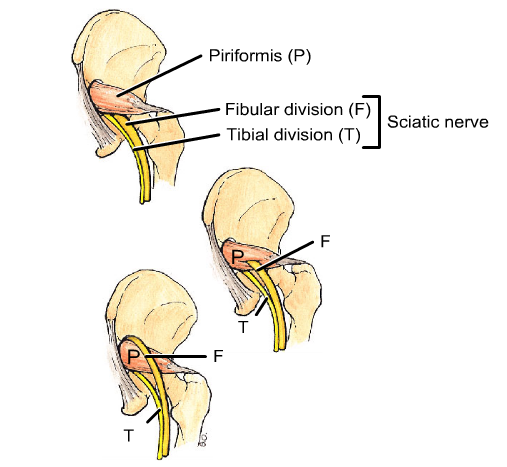 Piriformis (P)
Fibular division (F)
Tibial division (T)
Sciatic nerve
P
F
T
P
F
T